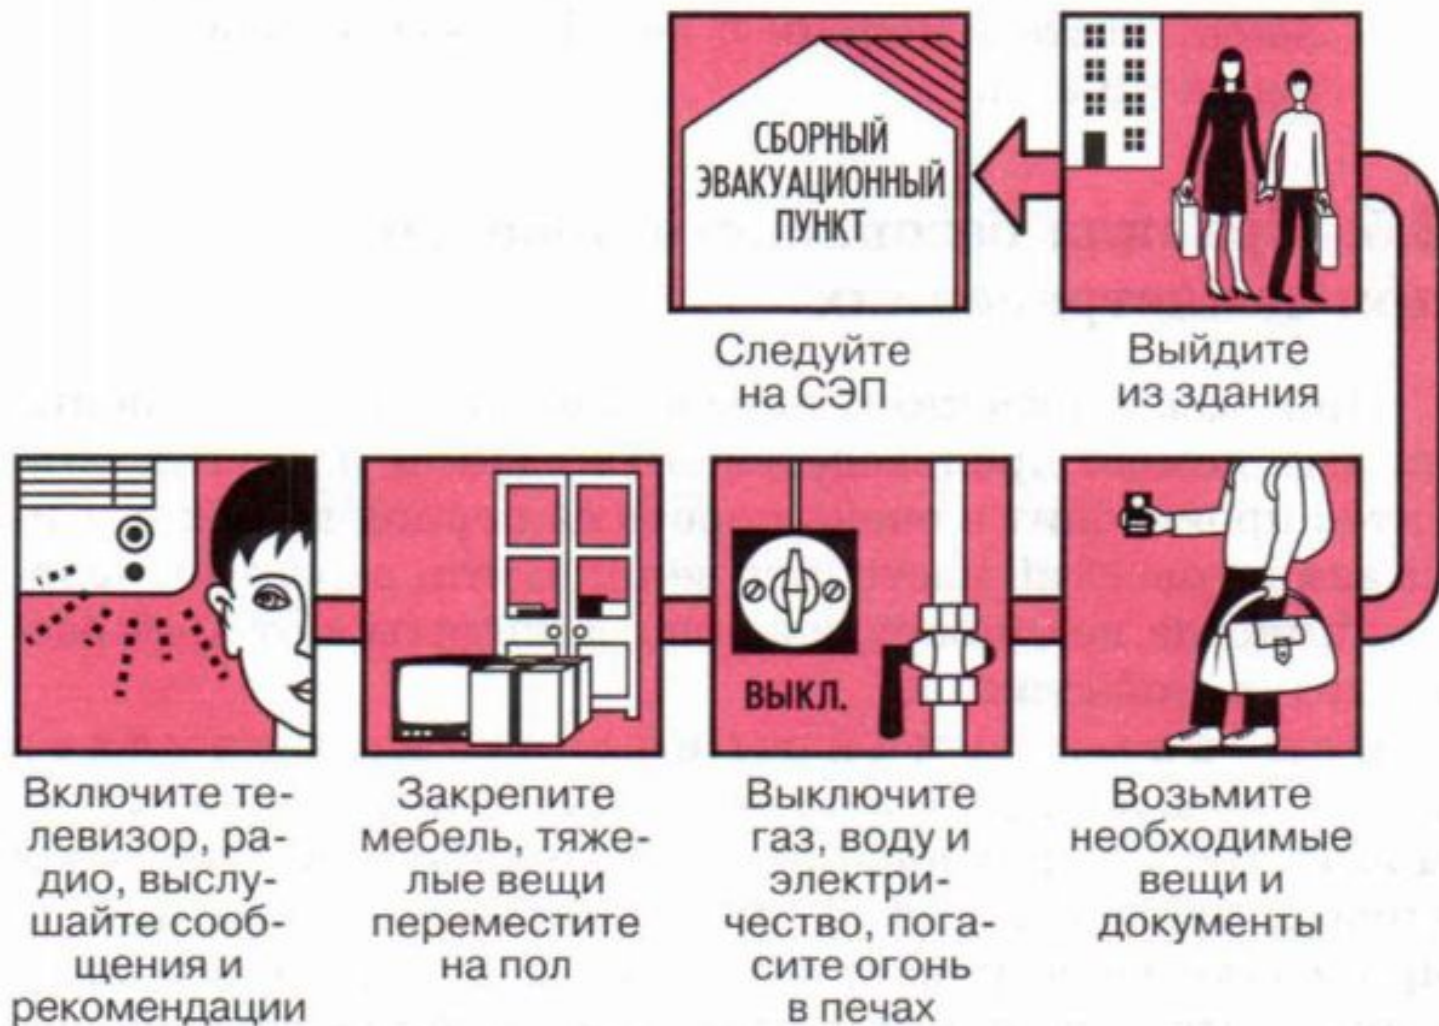 СБОРНЫЙ
ЭВАКУАЦИОННЫЙ
ПУНКТ
Следуйте
на СЭП
Выйдите
из здания
ВЫКЛ.
Включите те-
левизор, ра-
дио, выслу-
шайте сооб-
щения и
рекомендации
Закрепите
мебель, тяже-
лые вещи
переместите
на пол
Выключите
газ, воду и
электри-
чество, пога-
сите огонь
в печах
Возьмите
необходимые
вещи и
документы